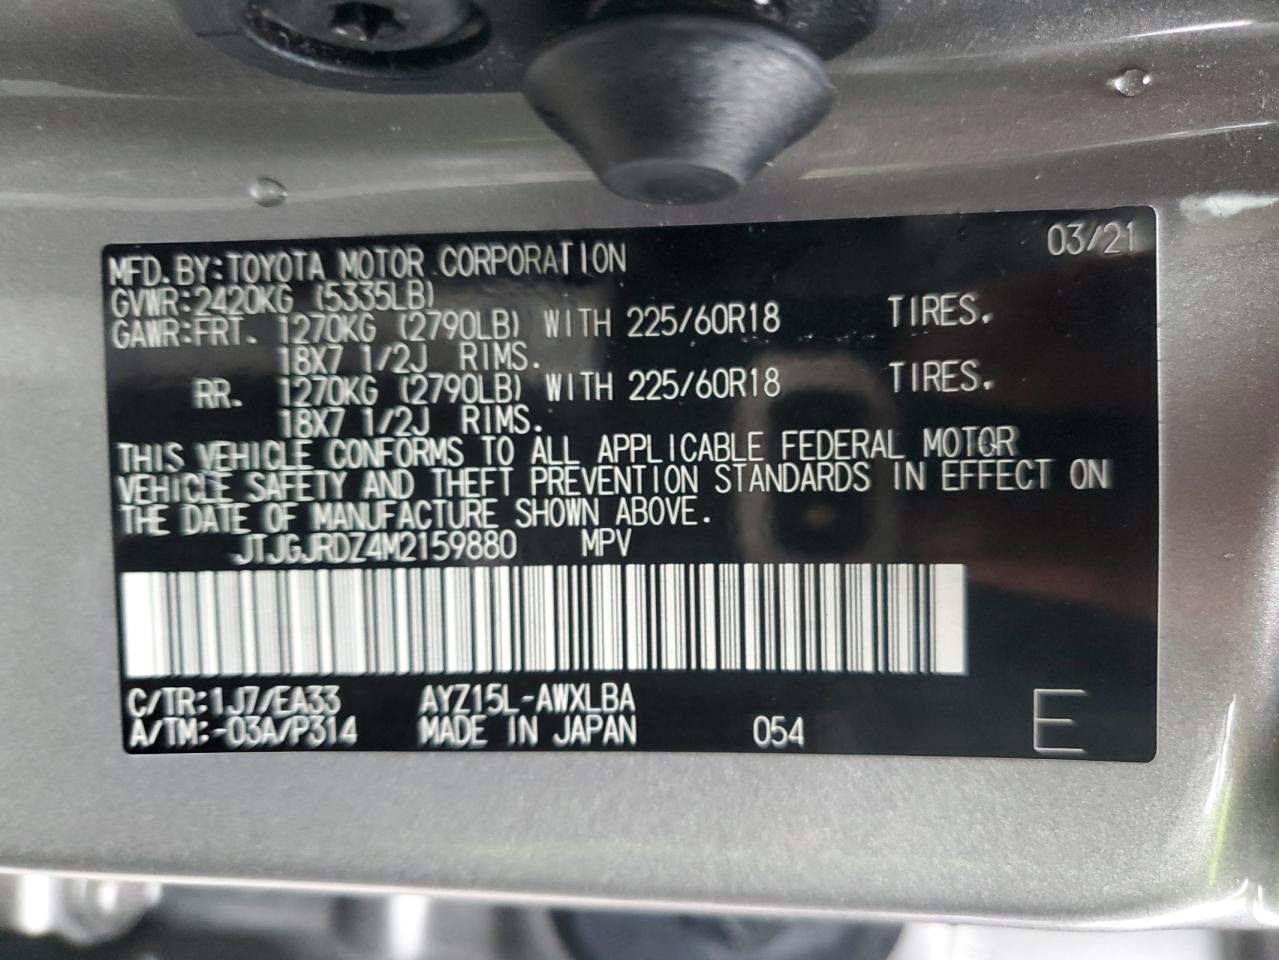 MFD.BY:TOYOTA MOTOR CORPORATION 03/21
GVWR:2420KG (5335LB)
GAWR:FRT. 1270KG (2790LB) WITH 225/60R18 TIRES.
18X7 1/2J RIMS.
RR. 1270KG (2790LB) WITH 225/60R18 TIRES.
18X7 1/2J RIMS.
THIS VEHICLE CONFORMS TO ALL APPLICABLE FEDERAL MOTOR
VEHICLE SAFETY AND THEFT PREVENTION STANDARDS IN EFFECT ON
THE DATE OF MANUFACTURE SHOWN ABOVE.
JTJGJRDZ4M2159880 MPV
C/TR:1J7/EA33 AYZ15L-AWXLBA
A/TM:-03A/P314 MADE IN JAPAN 054 E